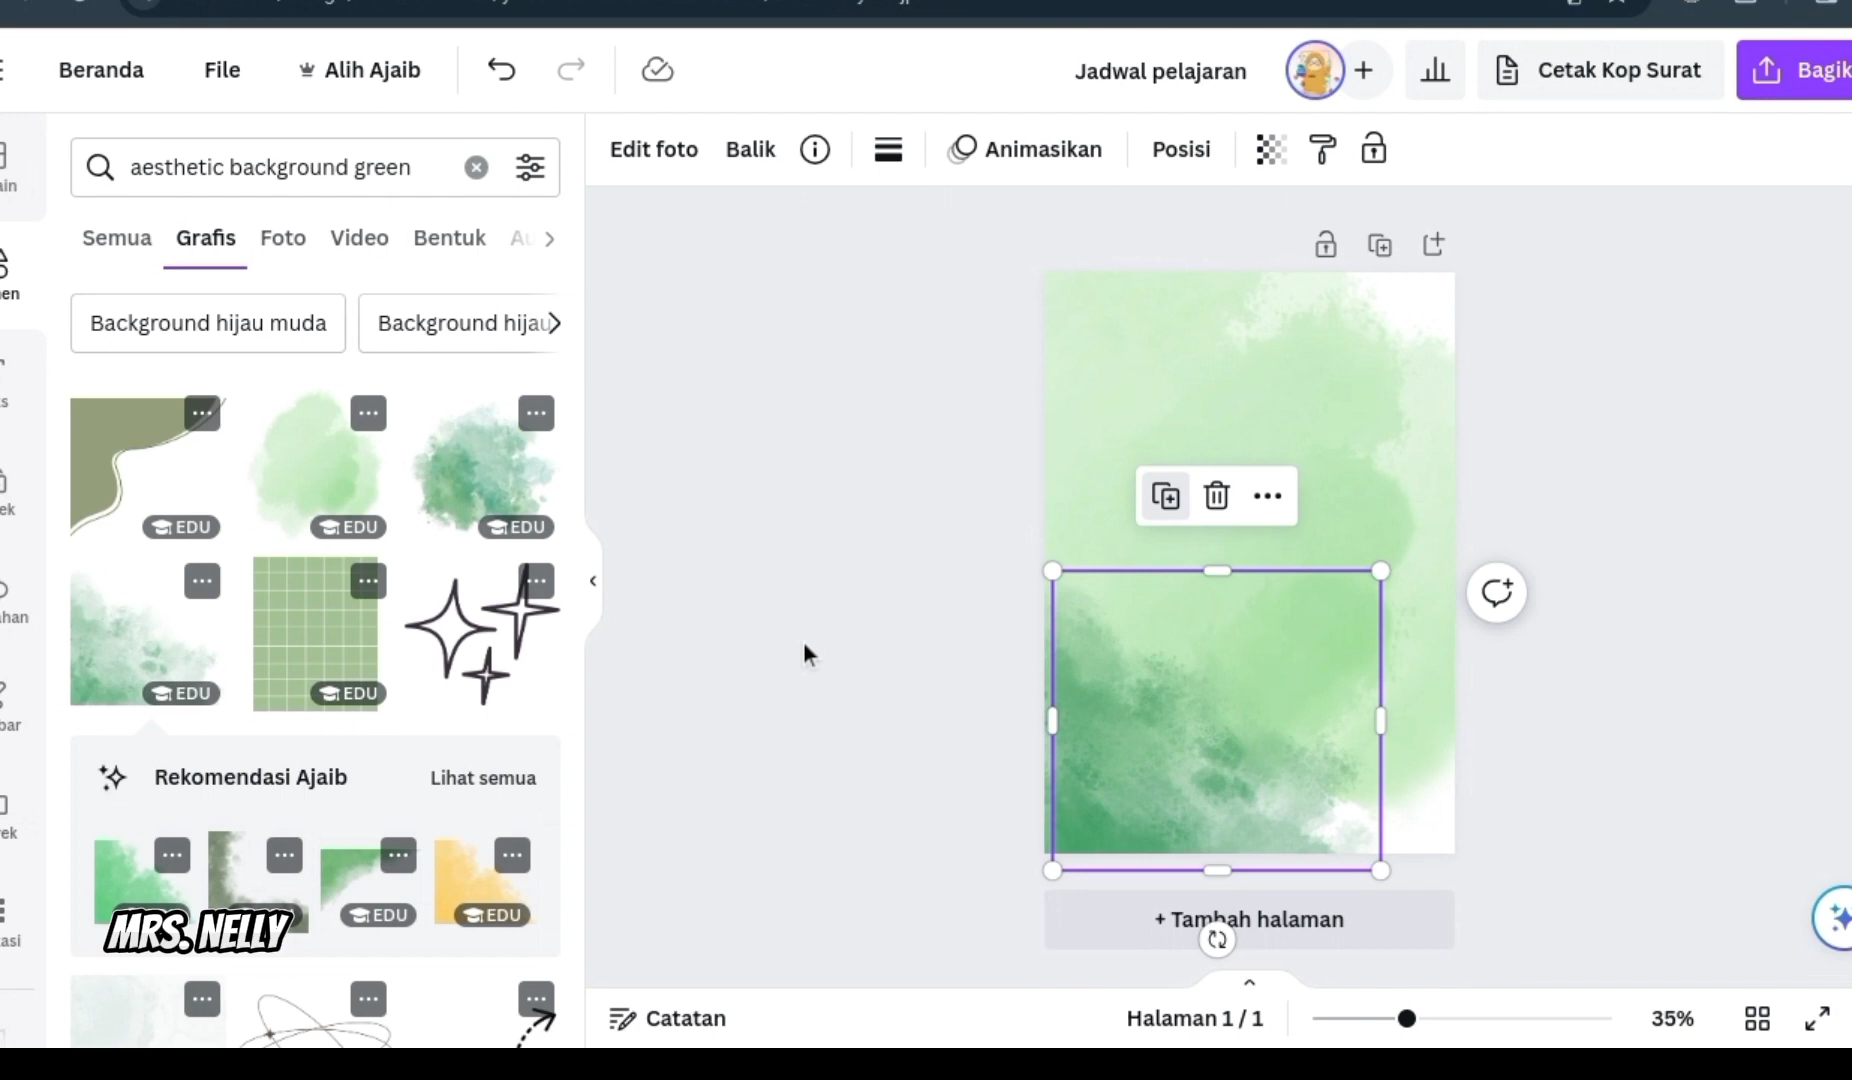 Beranda File Alih Ajaib Jadwal pelajaran + Cetak Kop Surat Bagik
aesthetic background green
Edit foto Balik Animasikan Posisi
Semua Grafis Foto Video Bentuk Au
Background hijau muda Background hijau
EDU EDU EDU
EDU EDU
Rekomendasi Ajaib Lihat semua
EDU EDU
MRS. NELLY
+ Tambah halaman
Catatan Halaman 1 / 1 35%